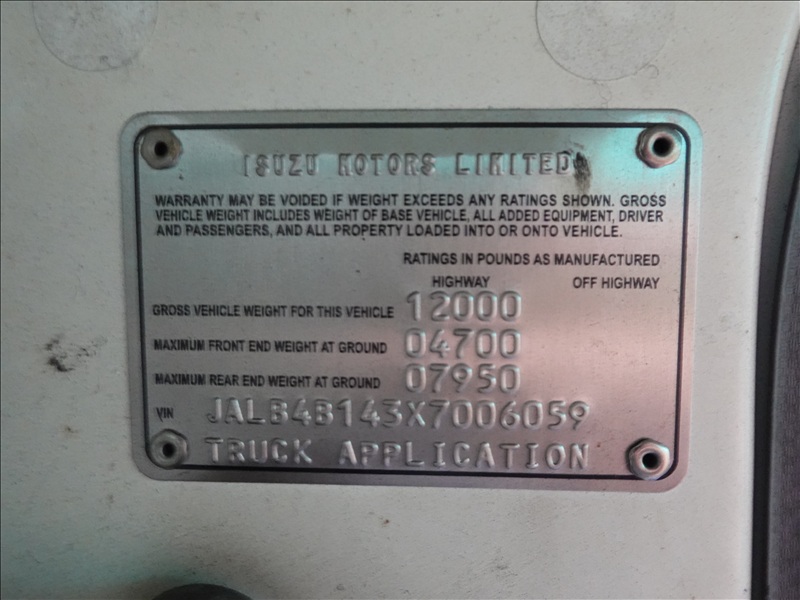 ISUZU MOTORS LIMITED
WARRANTY MAY BE VOIDED IF WEIGHT EXCEEDS ANY RATINGS SHOWN. GROSS
VEHICLE WEIGHT INCLUDES WEIGHT OF BASE VEHICLE, ALL ADDED EQUIPMENT, DRIVER
AND PASSENGERS, AND ALL PROPERTY LOADED INTO OR ONTO VEHICLE.
RATINGS IN POUNDS AS MANUFACTURED
HIGHWAY OFF HIGHWAY
GROSS VEHICLE WEIGHT FOR THIS VEHICLE 12000
MAXIMUM FRONT END WEIGHT AT GROUND 04700
MAXIMUM REAR END WEIGHT AT GROUND 07950
VIN JALB4B143X7006059
TRUCK APPLICATION